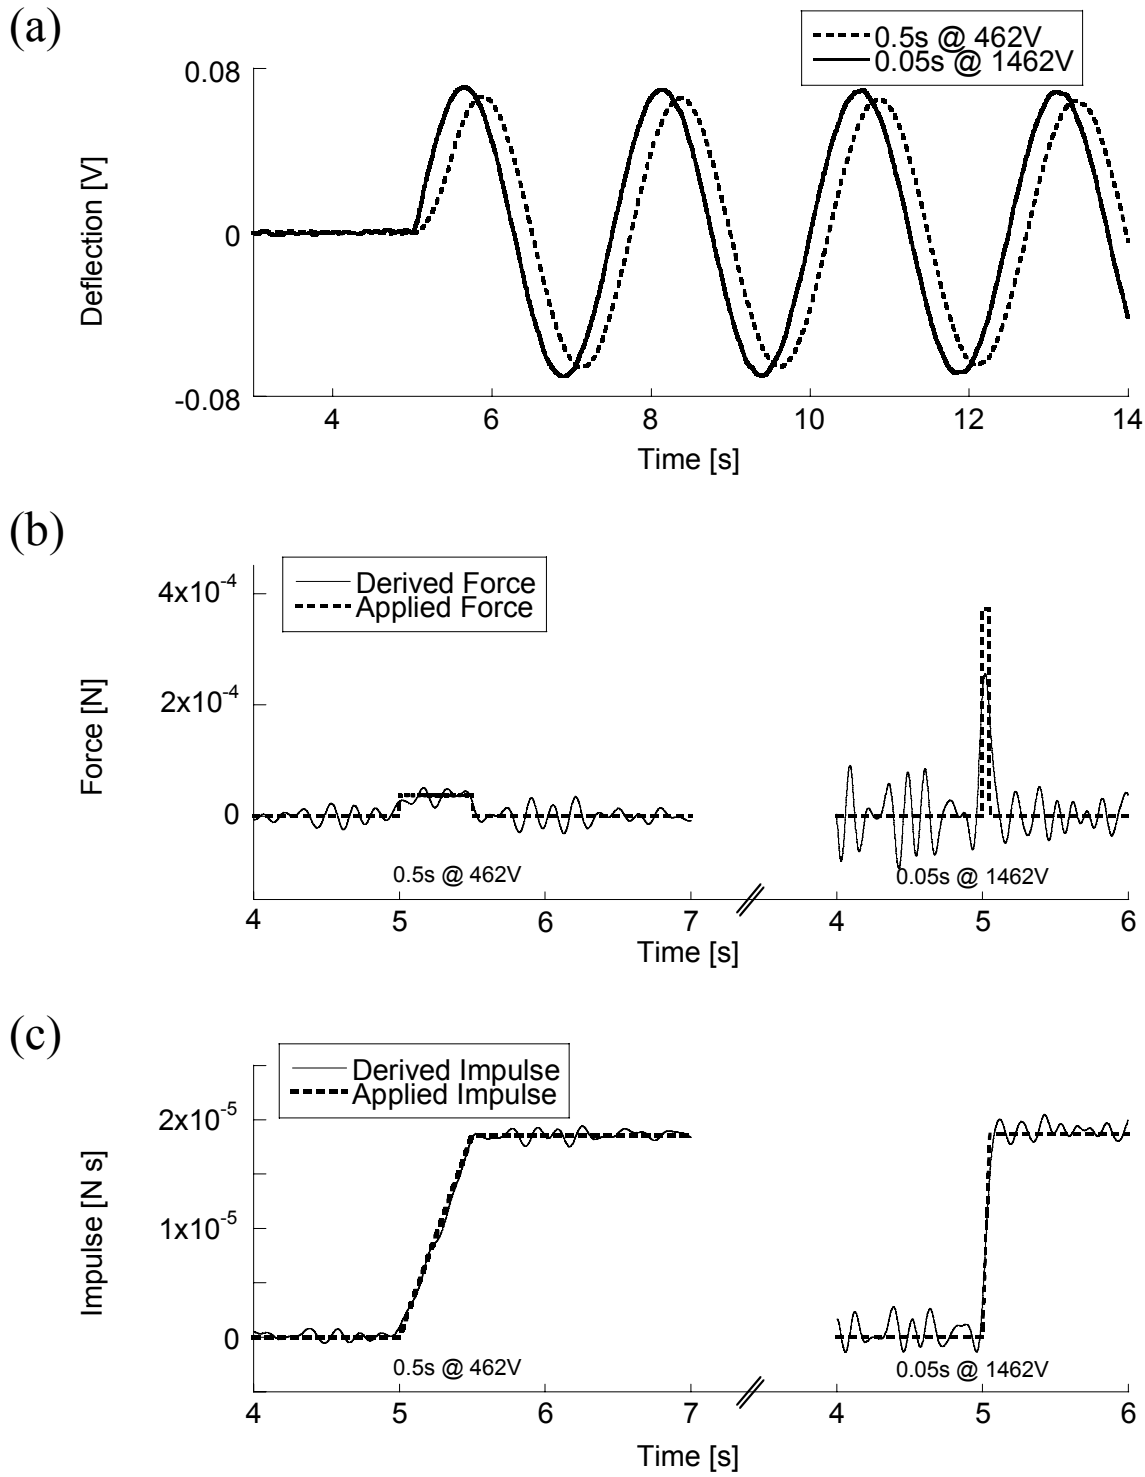 (a)
0.5s @ 462V
0.05s @ 1462V
0.08
0
-0.08
Deflection [V]
4 6 8 10 12 14
Time [s]
(b)
Derived Force
Applied Force
4x10⁻⁴
2x10⁻⁴
0
Force [N]
0.5s @ 462V
0.05s @ 1462V
4 5 6 7 4 5 6
Time [s]
(c)
Derived Impulse
Applied Impulse
2x10⁻⁵
1x10⁻⁵
0
Impulse [N s]
0.5s @ 462V
0.05s @ 1462V
4 5 6 7 4 5 6
Time [s]